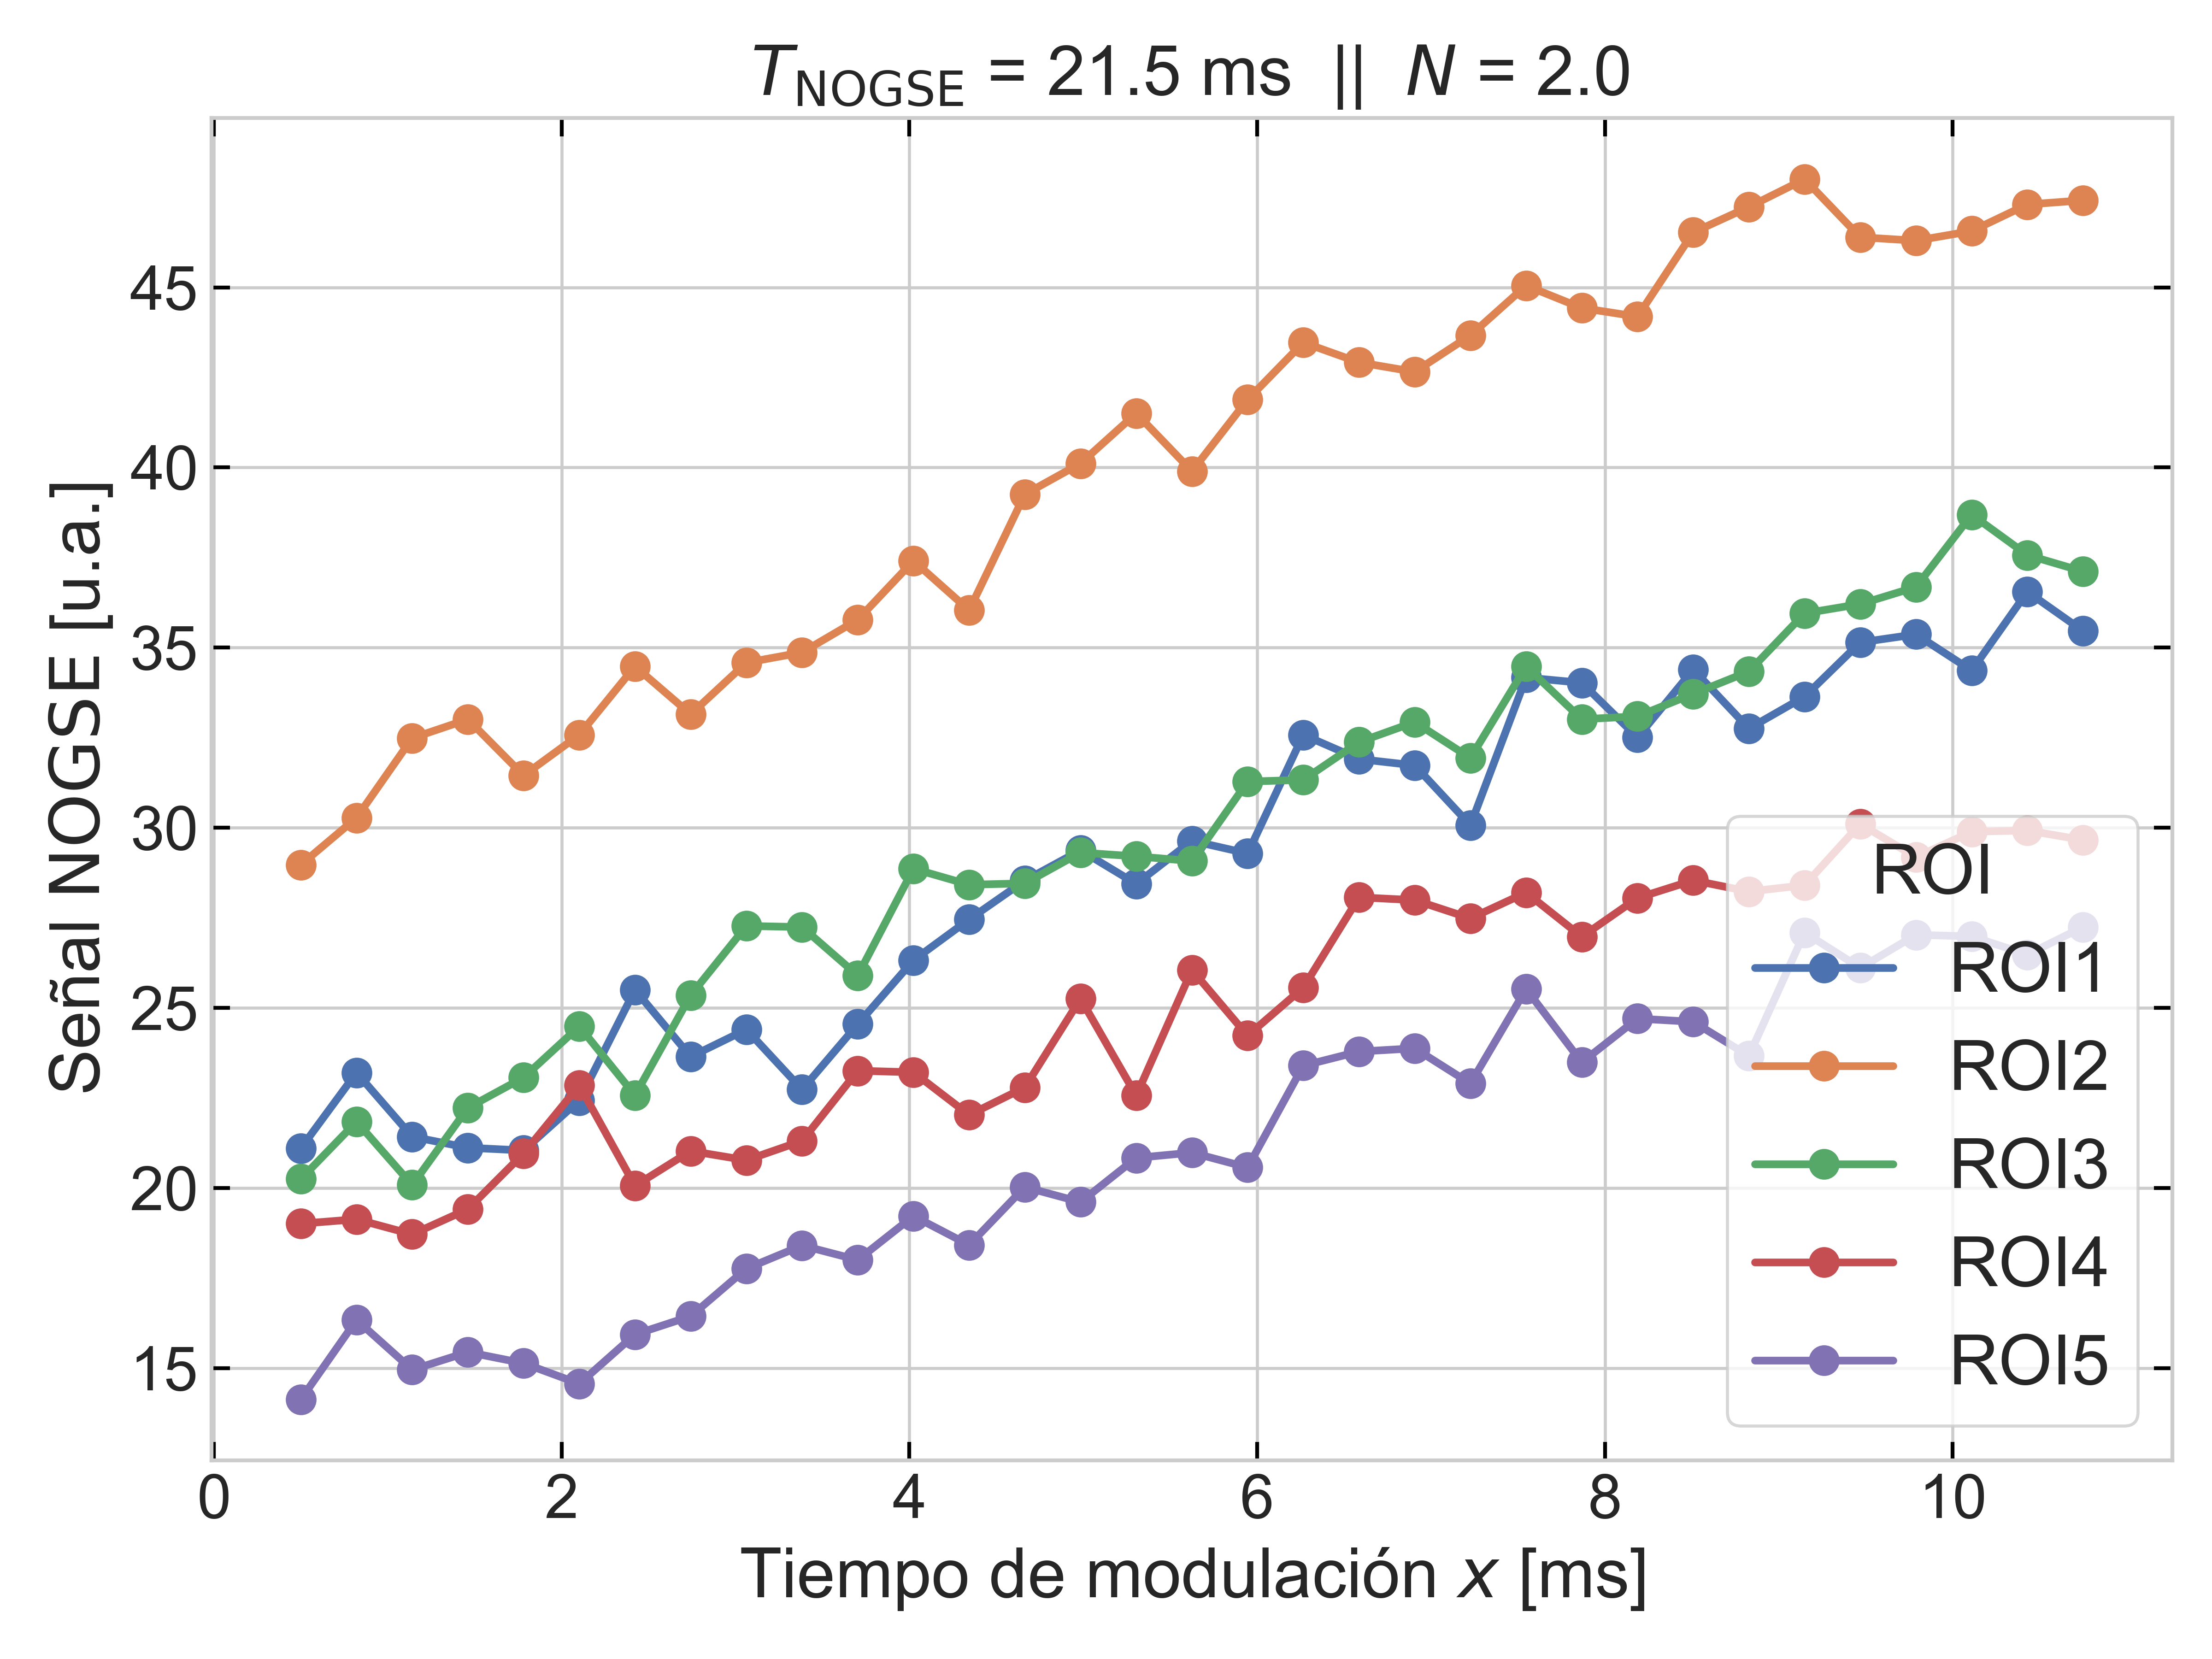 T_NOGSE = 21.5 ms || N = 2.0
Señal NOGSE [u.a.]
45
40
35
30
25
20
15
ROI
ROI1
ROI2
ROI3
ROI4
ROI5
0 2 4 6 8 10
Tiempo de modulación x [ms]